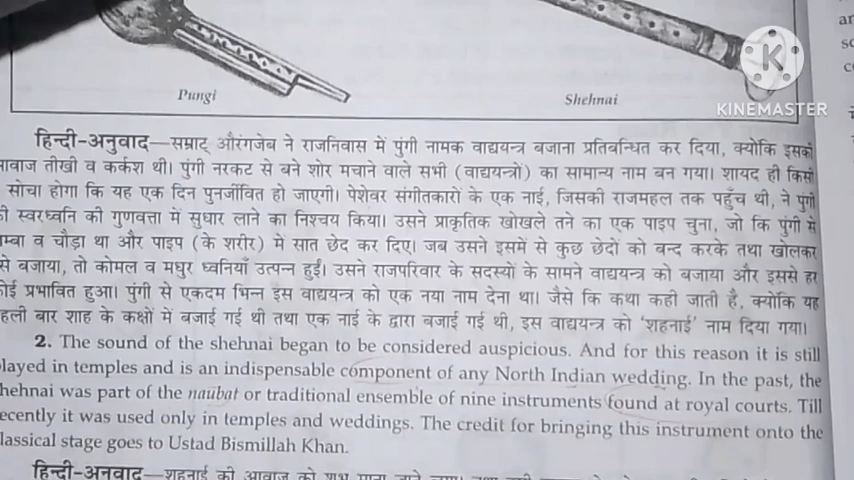 Pungi
Shehnai
KINEMASTER
हिन्दी-अनुवाद—सम्राट् औरंगजेब ने राजनिवास में पुंगी नामक वाद्ययन्त्र बजाना प्रतिबन्धित कर दिया, क्योंकि इसकी
आवाज तीखी व कर्कश थी। पुंगी नरकट से बने शोर मचाने वाले सभी (वाद्ययन्त्रों) का सामान्य नाम बन गया। शायद ही किसी
सोचा होगा कि यह एक दिन पुनर्जीवित हो जाएगी। पेशेवर संगीतकारों के एक नाई, जिसकी राजमहल तक पहुँच थी, ने पुंगी
की स्वरध्वनि की गुणवत्ता में सुधार लाने का निश्चय किया। उसने प्राकृतिक खोखले तने का एक पाइप चुना, जो कि पुंगी से
म्बा व चौड़ा था और पाइप (के शरीर) में सात छेद कर दिए। जब उसने इसमें से कुछ छेदों को बन्द करके तथा खोलकर
से बजाया, तो कोमल व मधुर ध्वनियाँ उत्पन्न हुईं। उसने राजपरिवार के सदस्यों के सामने वाद्ययन्त्र को बजाया और इससे हर
कोई प्रभावित हुआ। पुंगी से एकदम भिन्न इस वाद्ययन्त्र को एक नया नाम देना था। जैसे कि कथा कही जाती है, क्योंकि यह
हली बार शाह के कक्षों में बजाई गई थी तथा एक नाई के द्वारा बजाई गई थी, इस वाद्ययन्त्र को 'शहनाई' नाम दिया गया।
2. The sound of the shehnai began to be considered auspicious. And for this reason it is still
played in temples and is an indispensable component of any North Indian wedding. In the past, the
shehnai was part of the naubat or traditional ensemble of nine instruments found at royal courts. Till
recently it was used only in temples and weddings. The credit for bringing this instrument onto the
classical stage goes to Ustad Bismillah Khan.
हिन्दी-अनुवाद—शहनाई की आवाज को शुभ माना जाने लगा।